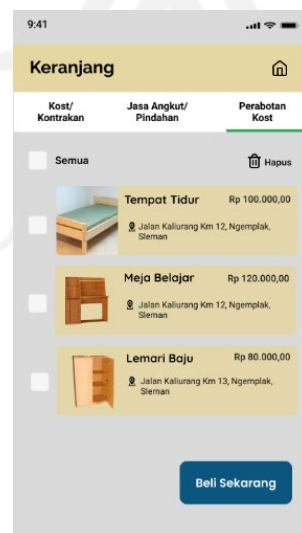 9:41
Keranjang
Kost/
Kontrakan
Jasa Angkut/
Pindahan
Perabotan
Kost
Semua
Hapus
Tempat Tidur Rp 100.000,00
Jalan Kaliurang Km 12, Ngemplak,
Sleman
Meja Belajar Rp 120.000,00
Jalan Kaliurang Km 12, Ngemplak,
Sleman
Lemari Baju Rp 80.000,00
Jalan Kaliurang Km 13, Ngemplak,
Sleman
Beli Sekarang